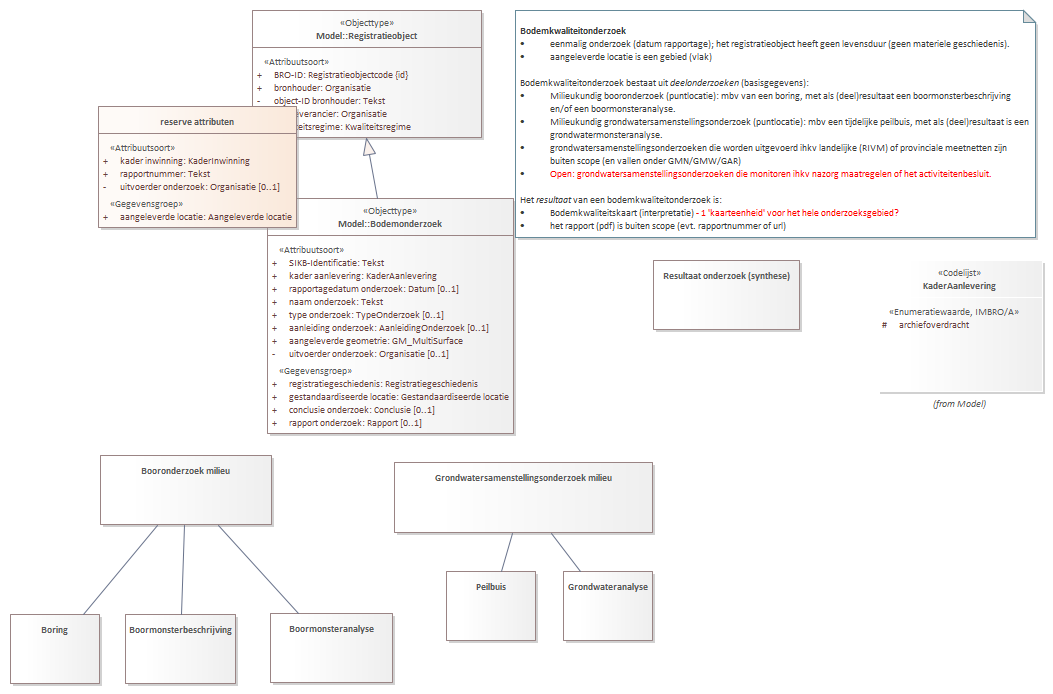 «Objecttype»
Model::Registratieobject
«Attribuutsoort»
+ BRO-ID: Registratieobjectcode {id}
+ bronhouder: Organisatie
- object-ID bronhouder: Tekst
everancier: Organisatie
teitsregime: Kwaliteitsregime
reserve attributen
«Attribuutsoort»
+ kader inwinning: KaderInwinning
+ rapportnummer: Tekst
- uitvoerder onderzoek: Organisatie [0..1]
«Gegevensgroep»
+ aangeleverde locatie: Aangeleverde locatie
Bodemkwaliteitonderzoek
• eenmalig onderzoek (datum rapportage); het registratieobject heeft geen levensduur (geen materiele geschiedenis).
• aangeleverde locatie is een gebied (vlak)
Bodemkwaliteitonderzoek bestaat uit deelonderzoeken (basisgegevens):
• Milieukundig booronderzoek (puntlocatie): mbv van een boring, met als (deel)resultaat een boormonsterbeschrijving
en/of een boormonsteranalyse.
• Milieukundig grondwatersamenstellingsonderzoek (puntlocatie): mbv een tijdelijke peilbuis, met als (deel)resultaat is een
grondwatermonsteranalyse.
• grondwatersamenstellingsonderzoeken die worden uitgevoerd ihkv landelijke (RIVM) of provinciale meetnetten zijn
buiten scope (en vallen onder GMN/GMW/GAR)
• Open: grondwatersamenstellingsonderzoeken die monitoren ihkv nazorg maatregelen of het activiteitenbesluit.
Het resultaat van een bodemkwaliteitonderzoek is:
• Bodemkwaliteitskaart (interpretatie) - 1 'kaarteenheid' voor het hele onderzoeksgebied?
• het rapport (pdf) is buiten scope (evt. rapportnummer of url)
«Objecttype»
Model::Bodemonderzoek
«Attribuutsoort»
+ SIKB-Identificatie: Tekst
+ kader aanlevering: KaderAanlevering
+ rapportagedatum onderzoek: Datum [0..1]
+ naam onderzoek: Tekst
+ type onderzoek: TypeOnderzoek [0..1]
+ aanleiding onderzoek: AanleidingOnderzoek [0..1]
+ aangeleverde geometrie: GM_MultiSurface
- uitvoerder onderzoek: Organisatie [0..1]
«Gegevensgroep»
+ registratiegeschiedenis: Registratiegeschiedenis
+ gestandaardiseerde locatie: Gestandaardiseerde locatie
+ conclusie onderzoek: Conclusie [0..1]
+ rapport onderzoek: Rapport [0..1]
Resultaat onderzoek (synthese)
«Codelijst»
KaderAanlevering
«Enumeratiewaarde, IMBRO/A»
# archiefoverdracht
(from Model)
Booronderzoek milieu
Grondwatersamenstellingsonderzoek milieu
Peilbuis
Grondwateranalyse
Boring
Boormonsterbeschrijving
Boormonsteranalyse